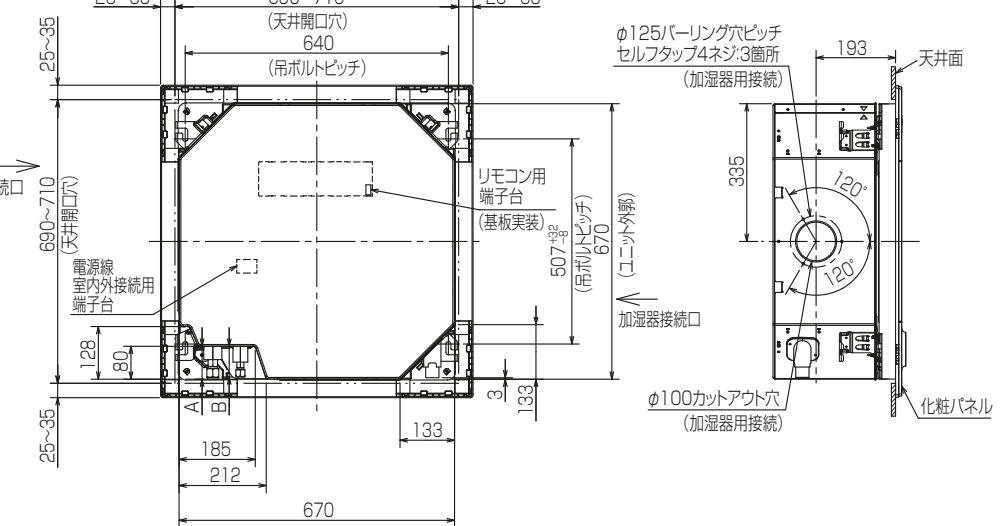 (天井開口穴)
640
(吊ボルトピッチ)
25~35
690~710
(天井開口穴)
25~35
リモコン用
端子台
(基板実装)
電源線
室内外接続用
端子台
507+32-8
(吊ボルトピッチ)
670
(ユニット外郭)
加湿器接続口
128
80
A
B
3
133
133
185
212
670
φ125バーリング穴ピッチ
セルフタップ4ネジ:3箇所
(加湿器用接続)
193
天井面
335
120°
120°
φ100カットアウト穴
(加湿器用接続)
化粧パネル